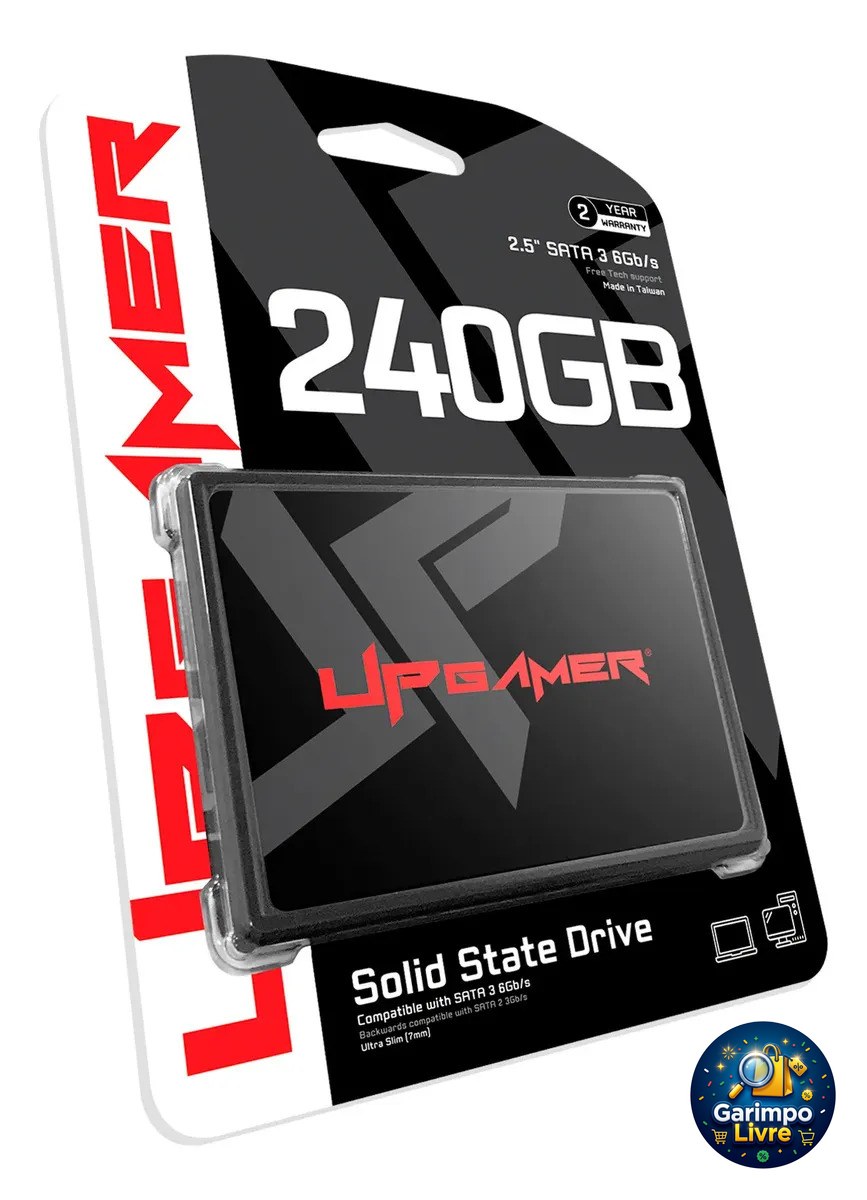 UPGAMER
2 YEAR
WARRANTY
2.5" SATA 3 6Gb/s
Free Tech support
Made in Taiwan
240GB
UPGAMER®
Solid State Drive
Compatible with SATA 3 6Gb/s
Backwards compatible with SATA 2 3Gb/s
Ultra Slim (7mm)
Garimpo
Livre